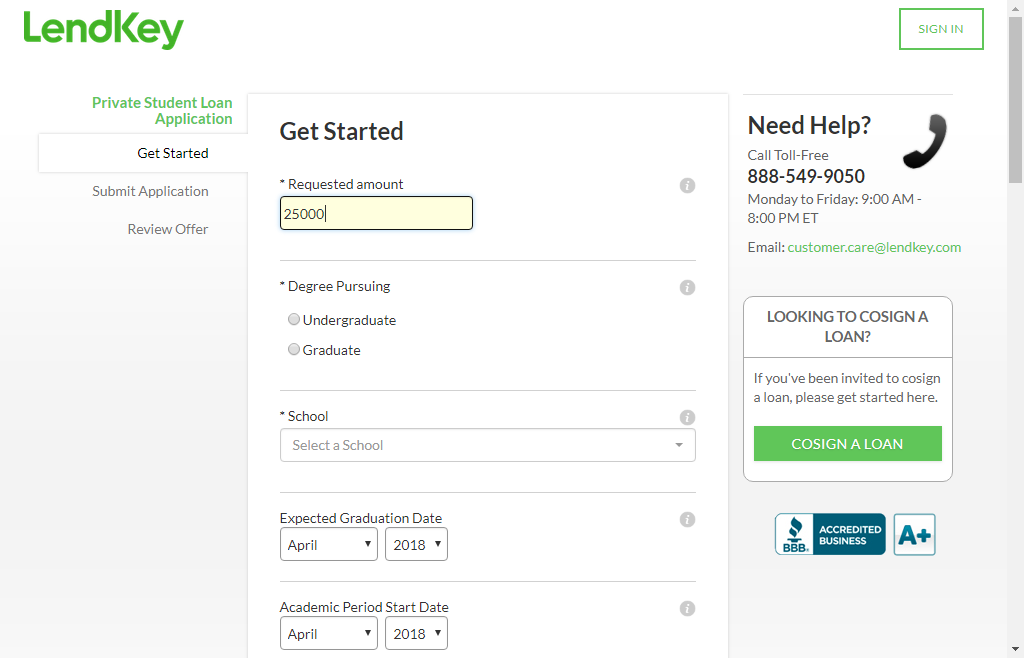 LendKey
SIGN IN
Private Student Loan
Application
Get Started
Submit Application
Review Offer
Get Started
* Requested amount
25000
* Degree Pursuing
Undergraduate
Graduate
* School
Select a School
Expected Graduation Date
April 2018
Academic Period Start Date
April 2018
Need Help?
Call Toll-Free
888-549-9050
Monday to Friday: 9:00 AM -
8:00 PM ET
Email: customer.care@lendkey.com
LOOKING TO COSIGN A
LOAN?
If you've been invited to cosign
a loan, please get started here.
COSIGN A LOAN
BBB.
ACCREDITED
BUSINESS
A+